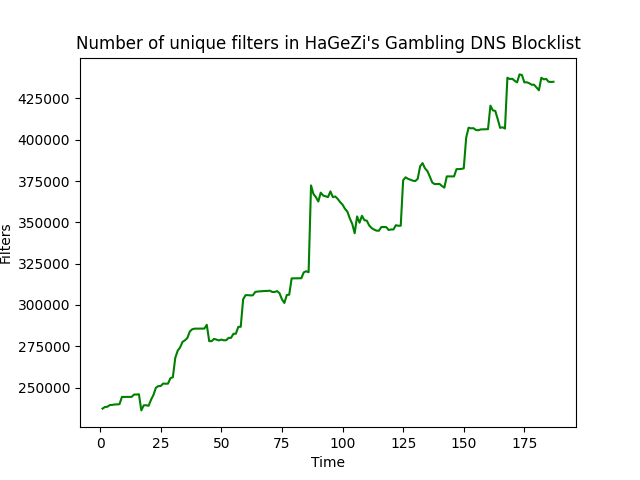 Number of unique filters in HaGeZi's Gambling DNS Blocklist
425000
400000
375000
350000
325000
300000
275000
250000
Filters
0 25 50 75 100 125 150 175
Time